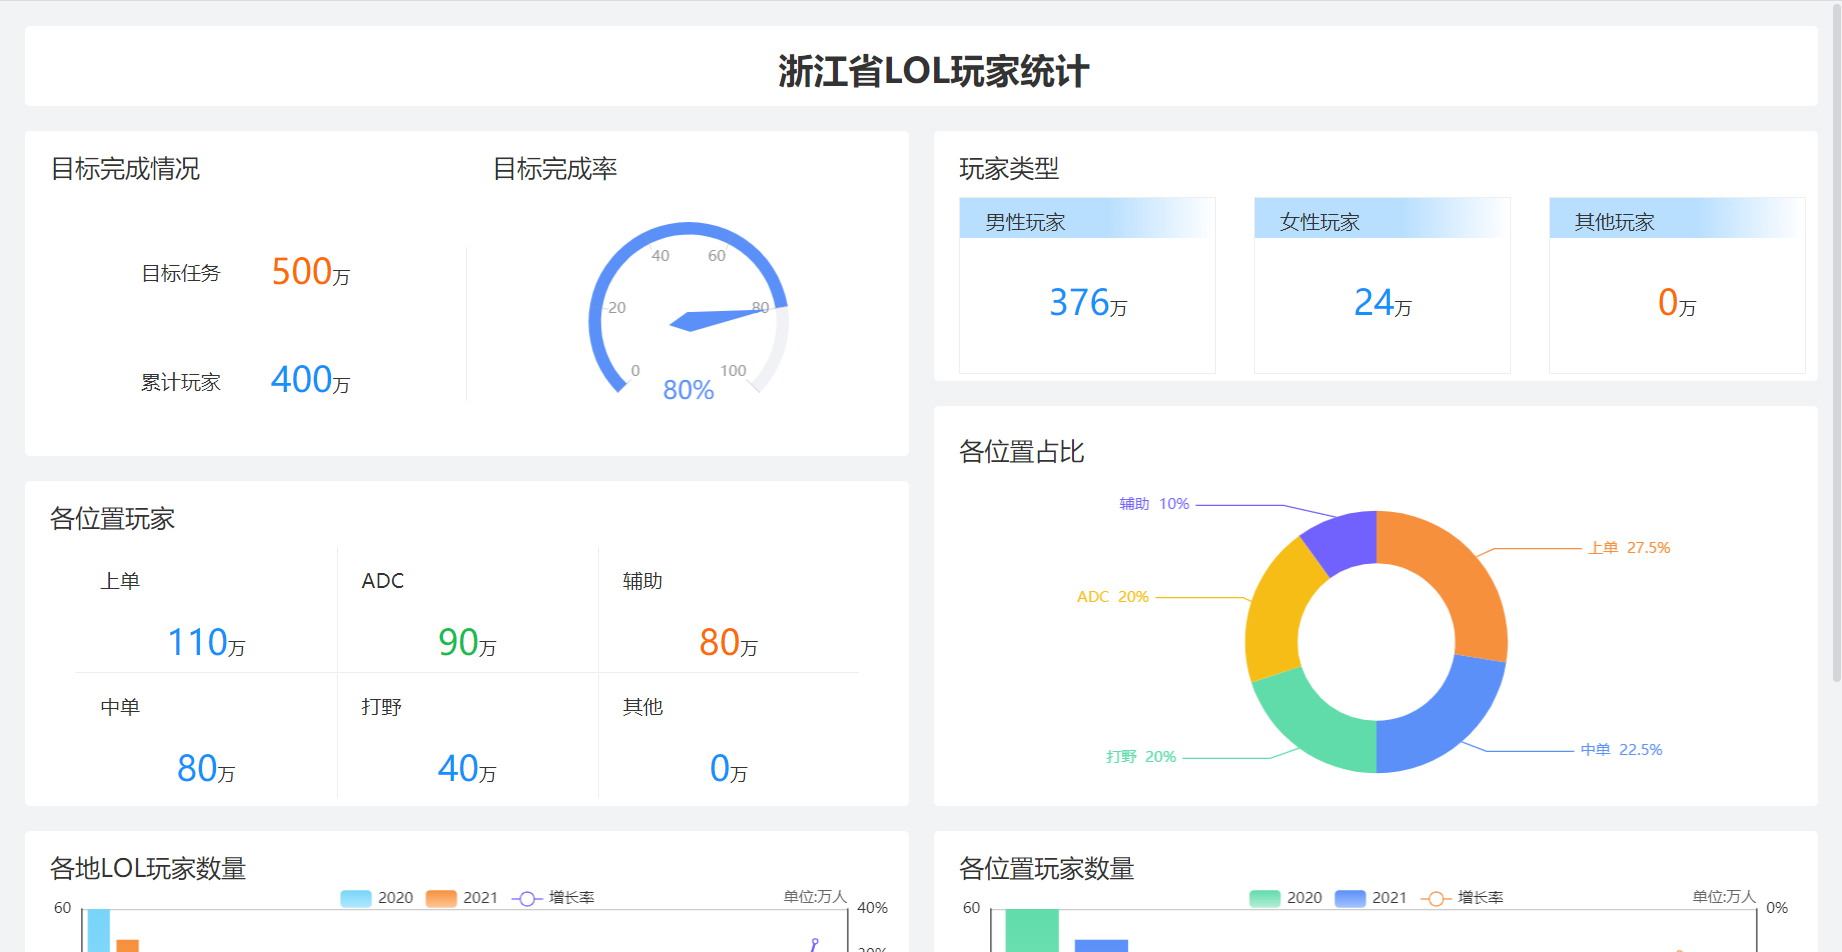 浙江省LOL玩家统计
目标完成情况
目标任务 500万
累计玩家 400万
目标完成率
0
20
40
60
80
100
80%
玩家类型
男性玩家 女性玩家 其他玩家
376万 24万 0万
各位置玩家
上单 ADC 辅助
110万 90万 80万
中单 打野 其他
80万 40万 0万
各位置占比
辅助 10%
上单 27.5%
ADC 20%
打野 20%
中单 22.5%
各地LOL玩家数量
2020 2021 增长率 单位:万人
60 40%
各位置玩家数量
2020 2021 增长率 单位:万人
60 0%